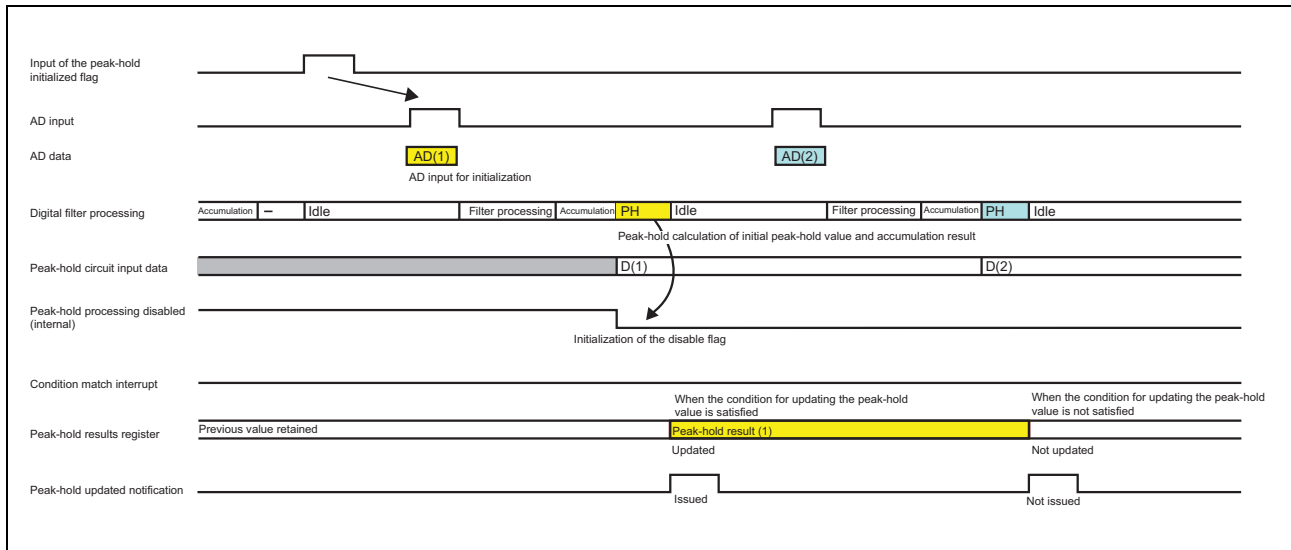 Input of the peak-hold
initialized flag
AD input
AD data
AD(1)
AD(2)
AD input for initialization
Digital filter processing
Accumulation
–
Idle
Filter processing
Accumulation
PH
Idle
Filter processing
Accumulation
PH
Idle
Peak-hold calculation of initial peak-hold value and accumulation result
Peak-hold circuit input data
D(1)
D(2)
Peak-hold processing disabled
(internal)
Initialization of the disable flag
Condition match interrupt
When the condition for updating the peak-hold
value is satisfied
When the condition for updating the peak-hold
value is not satisfied
Peak-hold results register
Previous value retained
Peak-hold result (1)
Updated
Not updated
Peak-hold updated notification
Issued
Not issued